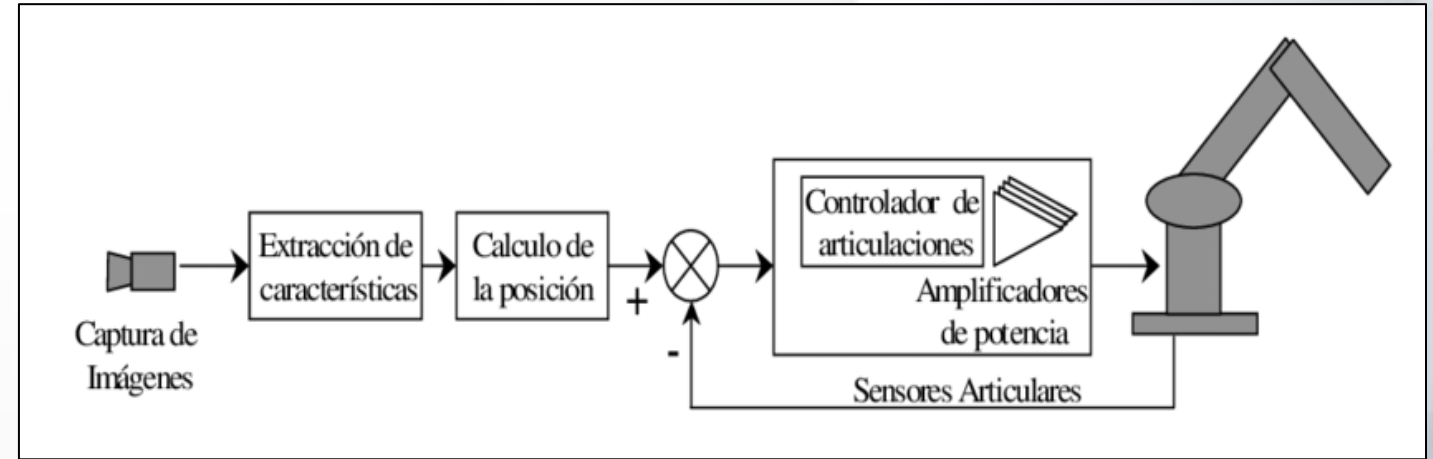 Captura de
Imágenes
Extracción de
características
Calculo de
la posición
+
-
Controlador de
articulaciones
Amplificadores
de potencia
Sensores Articulares